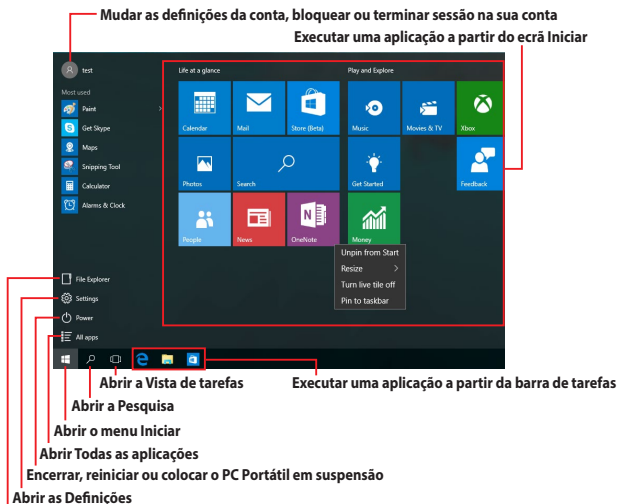 Mudar as definições da conta, bloquear ou terminar sessão na sua conta
Executar uma aplicação a partir do ecrã Iniciar
test
Most used
Paint
Get Skype
Maps
Snipping Tool
Calculator
Alarms & Clock
File Explorer
Settings
Power
All apps
Life at a glance
Play and Explore
Calendar
Mail
Store (Beta)
Music
Movies & TV
Xbox
Photos
Search
Get Started
Feedback
People
News
OneNote
Money
Unpin from Start
Resize
Turn live tile off
Pin to taskbar
Abrir a Vista de tarefas
Executar uma aplicação a partir da barra de tarefas
Abrir a Pesquisa
Abrir o menu Iniciar
Abrir Todas as aplicações
Encerrar, reiniciar ou colocar o PC Portátil em suspensão
Abrir as Definições